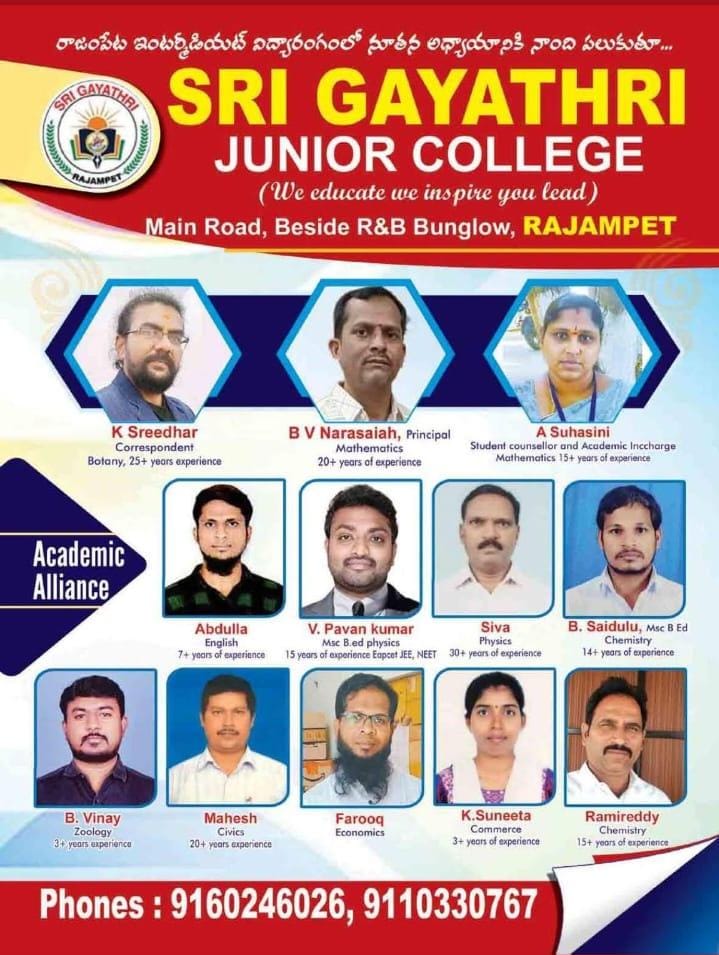 రాజంపేట ఇంటర్మీడియట్ విద్యారంగంలో నూతన అధ్యాయానికి నాంది పలుకుతూ...
SRI GAYATHRI
JUNIOR COLLEGE
(We educate we inspire you lead)
Main Road, Beside R&B Bunglow, RAJAMPET
SRI GAYATHRI
RAJAMPET
K Sreedhar
Correspondent
Botany, 25+ years experience
B V Narasaiah, Principal
Mathematics
20+ years of experience
A Suhasini
Student counsellor and Academic Inccharge
Mathematics 15+ years of experience
Academic
Alliance
Abdulla
English
7+ years of experience
V. Pavan kumar
Msc B.ed physics
15 years of experience Eapcet JEE, NEET
Siva
Physics
30+ years of experience
B. Saidulu, Msc B Ed
Chemistry
14+ years of experience
B. Vinay
Zoology
3+ years experience
Mahesh
Civics
20+ years of experience
Farooq
Economics
K.Suneeta
Commerce
3+ years of experience
Ramireddy
Chemistry
15+ years of experience
Phones : 9160246026, 9110330767